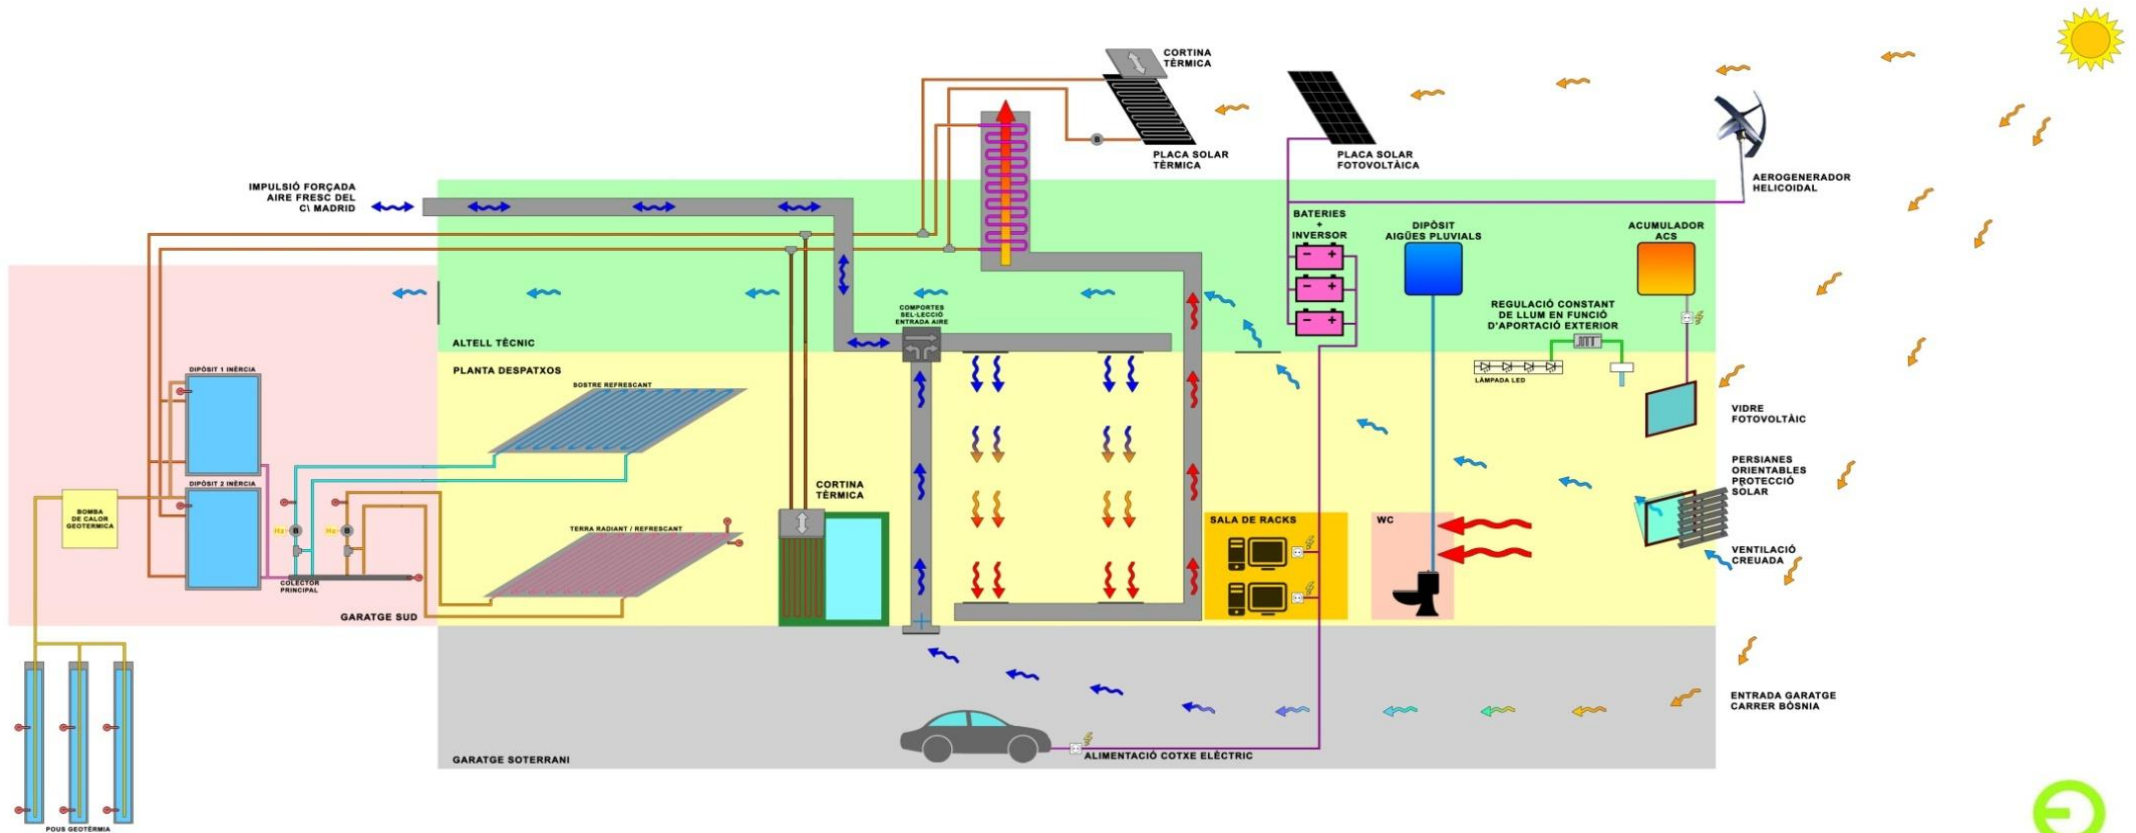 CORTINA
TÈRMICA
PLACA SOLAR
TÈRMICA
PLACA SOLAR
FOTOVOLTÀICA
AEROGENERADOR
HELICOIDAL
IMPULSIÓ FORÇADA
AIRE FRESC DEL
C\ MADRID
BATERIES
+
INVERSOR
DIPÒSIT
AIGÜES PLUVIALS
ACUMULADOR
ACS
REGULACIÓ CONSTANT
DE LLUM EN FUNCIÓ
D'APORTACIÓ EXTERIOR
LÀMPADA LED
COMPORTES
SEL·LECCIÓ
ENTRADA AIRE
ALTELL TÈCNIC
PLANTA DESPATXOS
SOSTRE REFRESCANT
DIPÒSIT 1 INÈRCIA
DIPÒSIT 2 INÈRCIA
BOMBA
DE CALOR
GEOTERMICA
Hz
B
Hz
B
B
COLECTOR
PRINCIPAL
GARATGE SUD
TERRA RADIANT / REFRESCANT
CORTINA
TÈRMICA
SALA DE RACKS
WC
VIDRE
FOTOVOLTÀIC
PERSIANES
ORIENTABLES
PROTECCIÓ
SOLAR
VENTILACIÓ
CREUADA
ENTRADA GARATGE
CARRER BÒSNIA
ALIMENTACIÓ COTXE ELÈCTRIC
GARATGE SOTERRANI
POUS GEOTÈRMIA